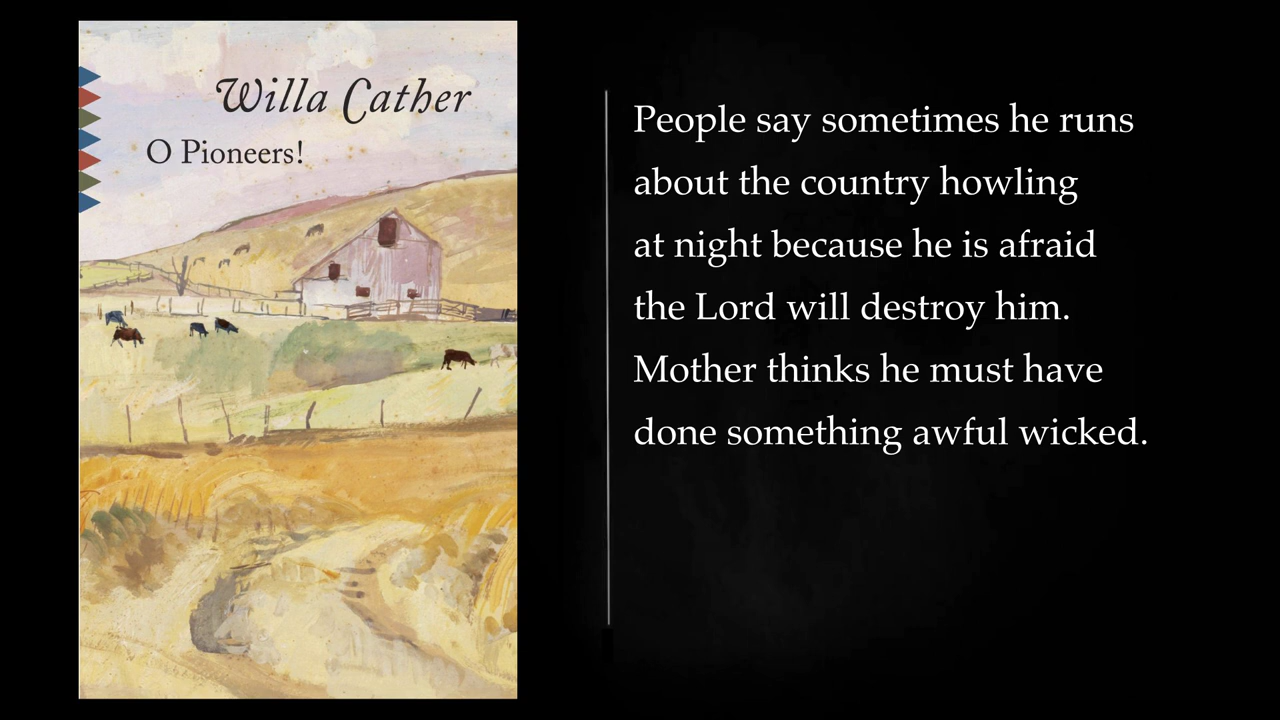 Willa Cather
O Pioneers!
People say sometimes he runs
about the country howling
at night because he is afraid
the Lord will destroy him.
Mother thinks he must have
done something awful wicked.